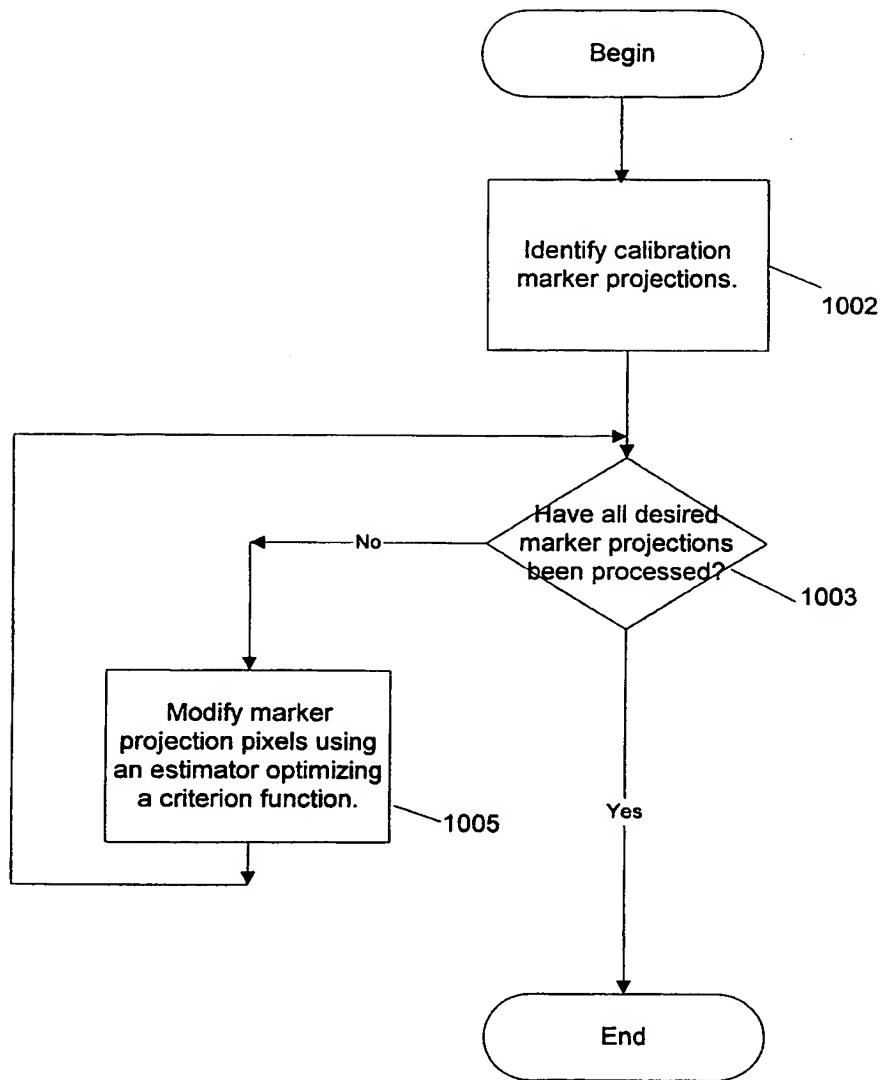 Begin
Identify calibration
marker projections.
1002
Have all desired
marker projections
been processed?
1003
No
Modify marker
projection pixels using
an estimator optimizing
a criterion function.
1005
Yes
End